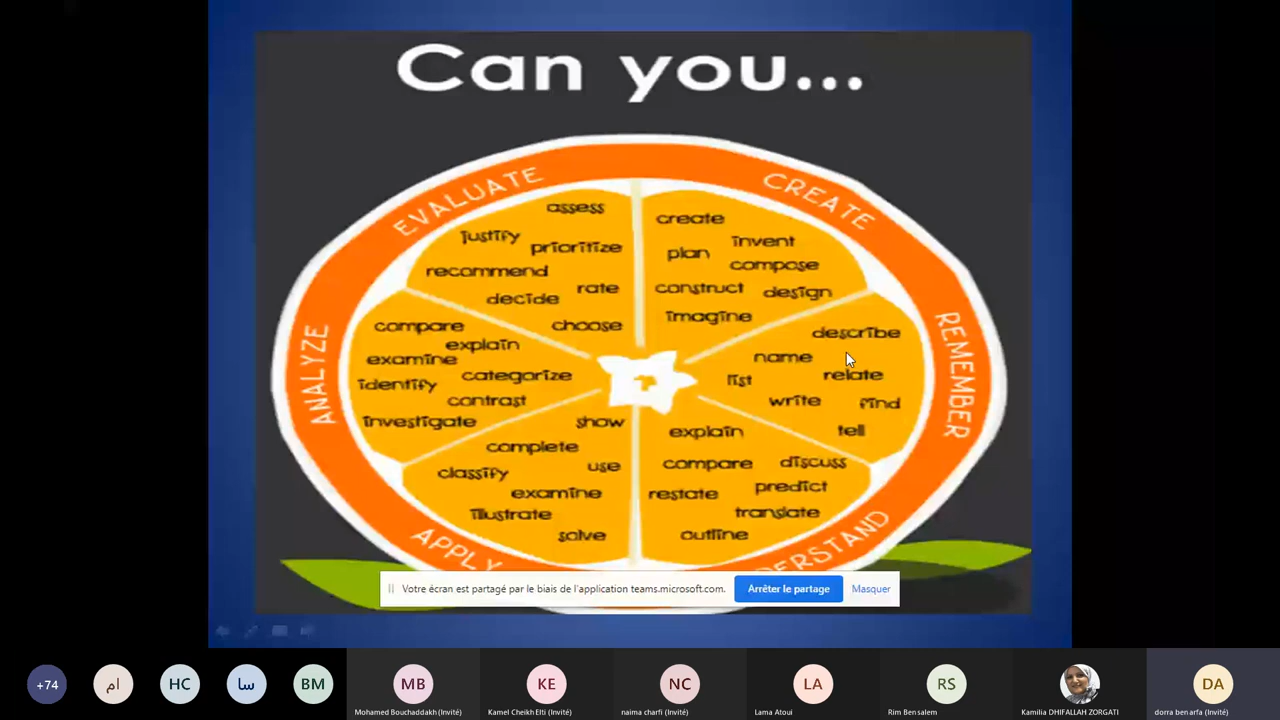 Can you...
EVALUATE
assess
justify
prioritize
recommend
rate
decide
choose
CREATE
create
invent
plan
compose
construct
design
imagine
REMEMBER
describe
name
relate
list
write
find
tell
ERSTAND
explain
compare
discuss
predict
restate
translate
outline
APPLY
show
complete
classify
use
examine
illustrate
solve
ANALYZE
compare
explain
examine
categorize
identify
contrast
investigate
Votre écran est partagé par le biais de l'application teams.microsoft.com.
Arrêter le partage
Masquer
+74
ام
HC
سا
BM
MB
KE
NC
LA
RS
DA
Mohamed Bouchaddakh (Invité)
Kamel Cheikh Elti (Invité)
naima charfi (Invité)
Lama Atoui
Rim Ben salem
Kamilia DHIFALLAH ZORGATI
dorra ben arfa (Invité)